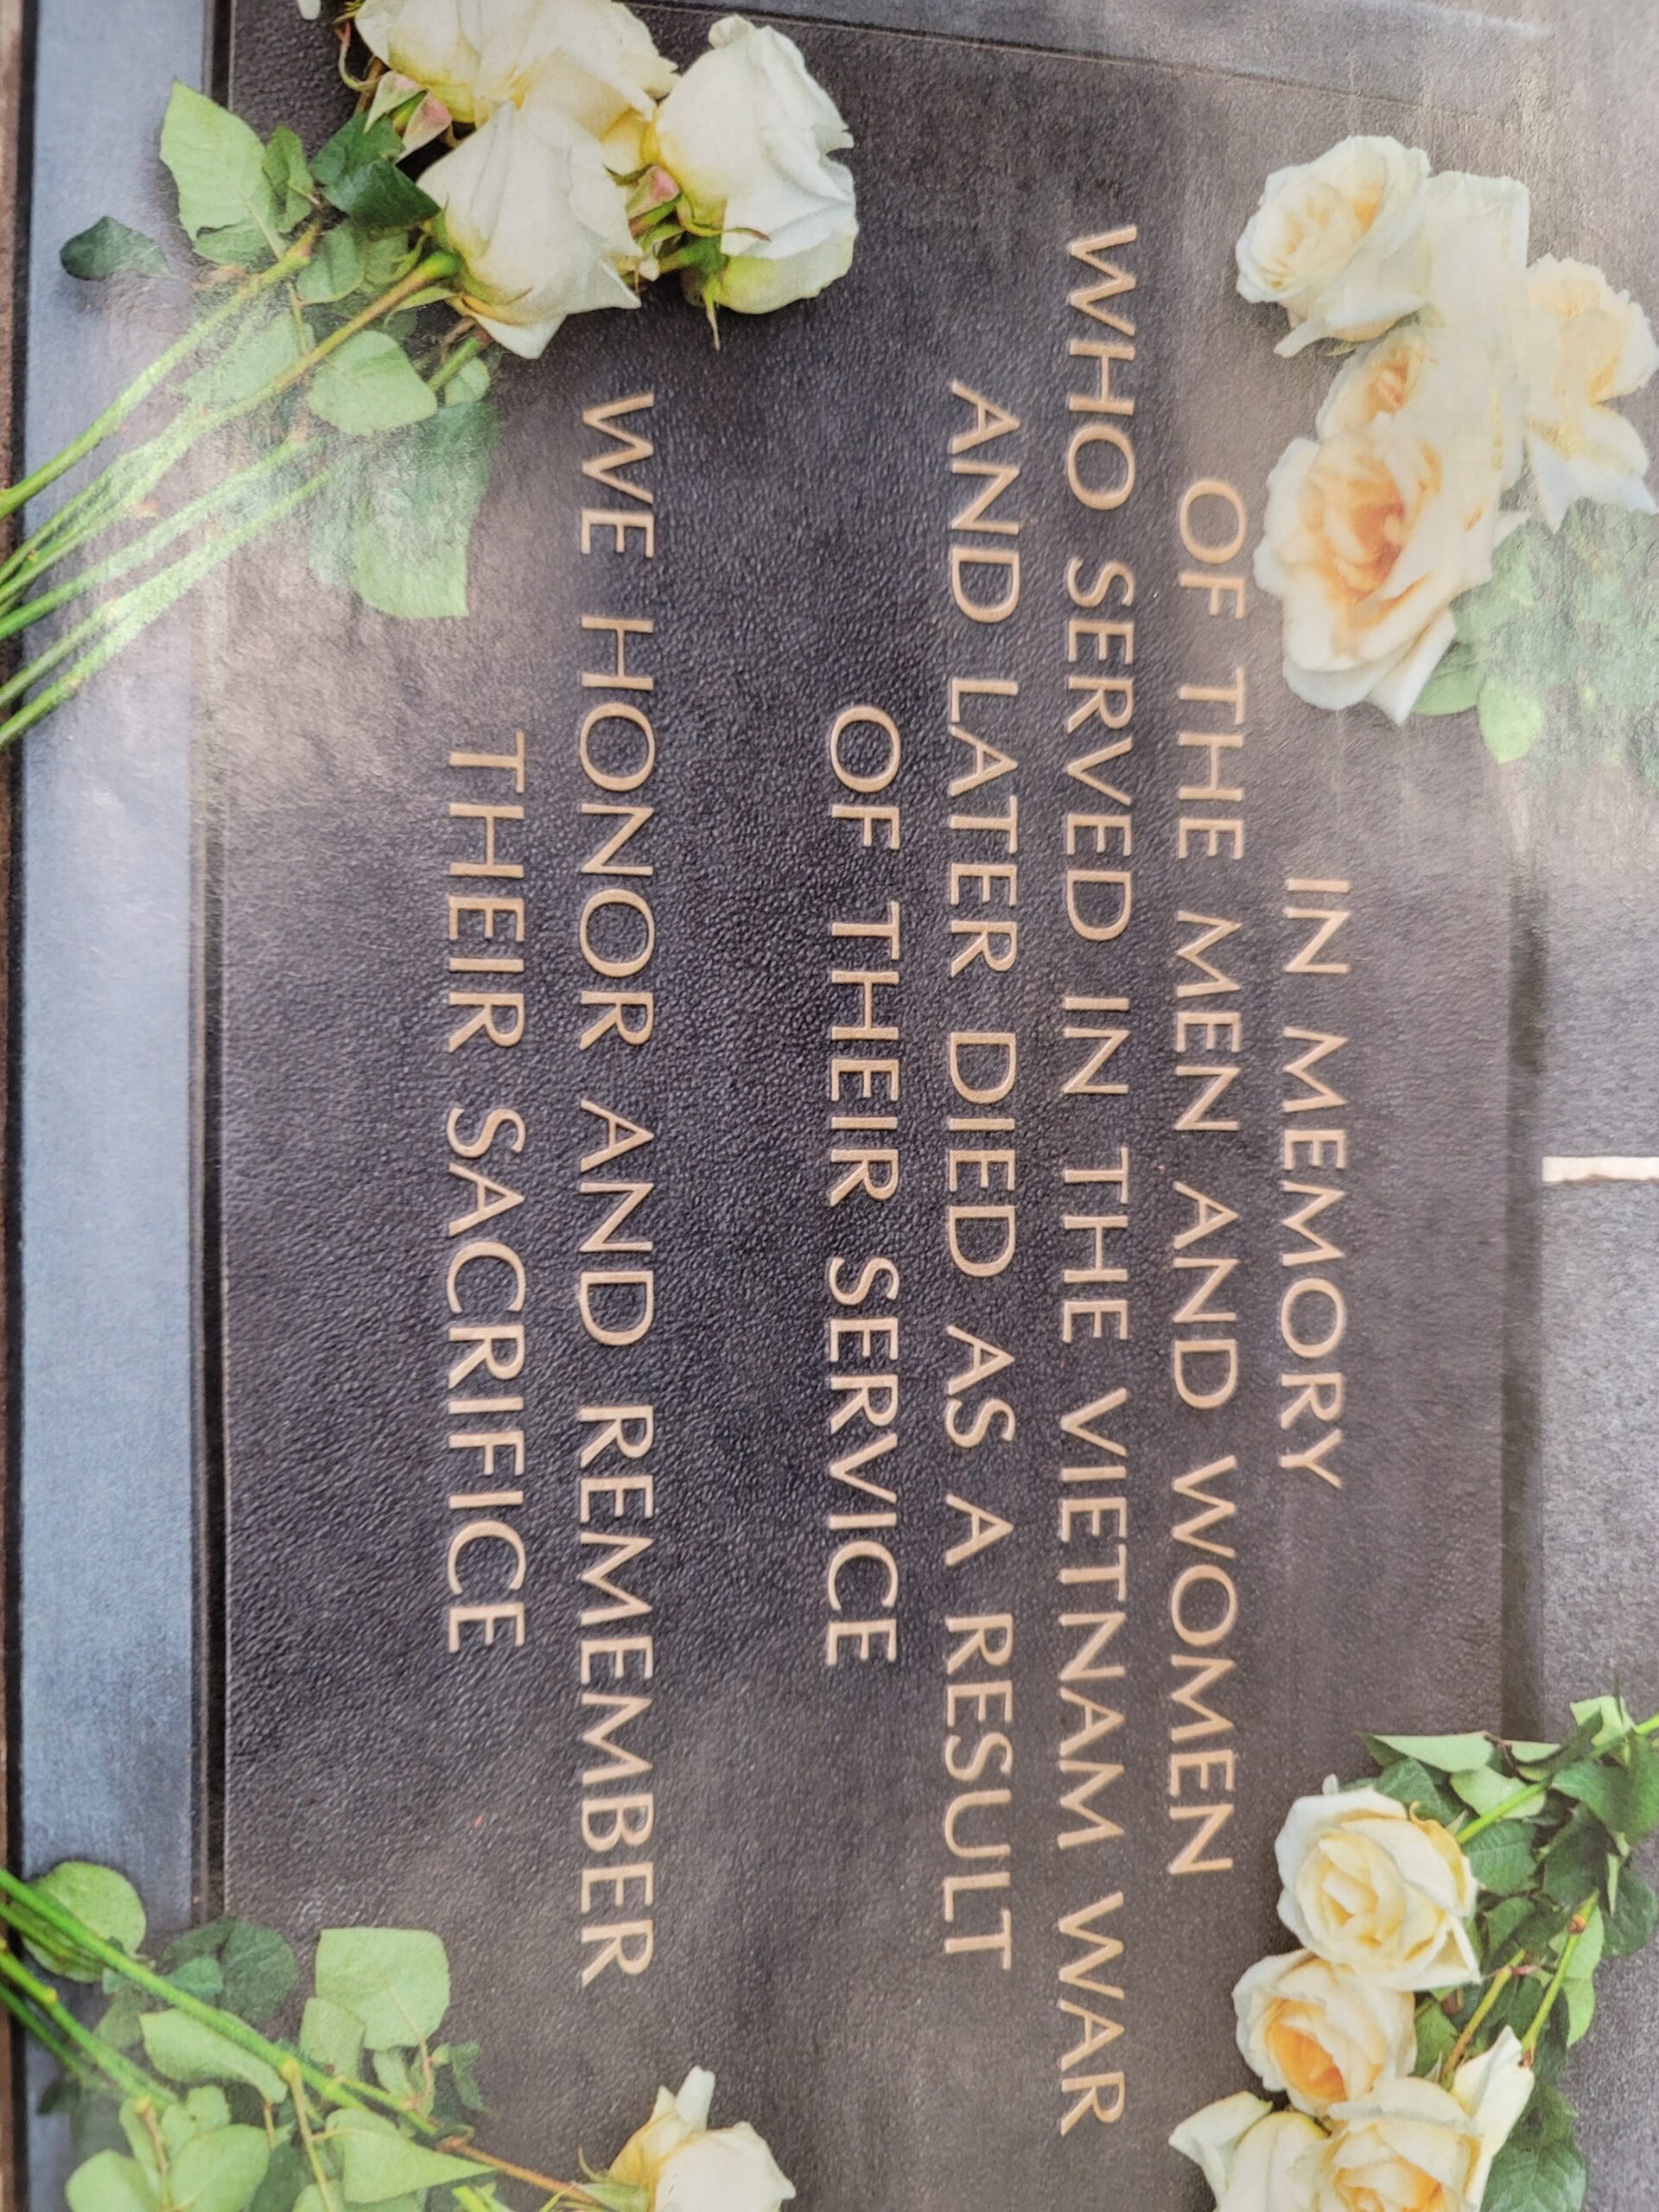 IN MEMORY
OF THE MEN AND WOMEN
WHO SERVED IN THE VIETNAM WAR
AND LATER DIED AS A RESULT
OF THEIR SERVICE
WE HONOR AND REMEMBER
THEIR SACRIFICE